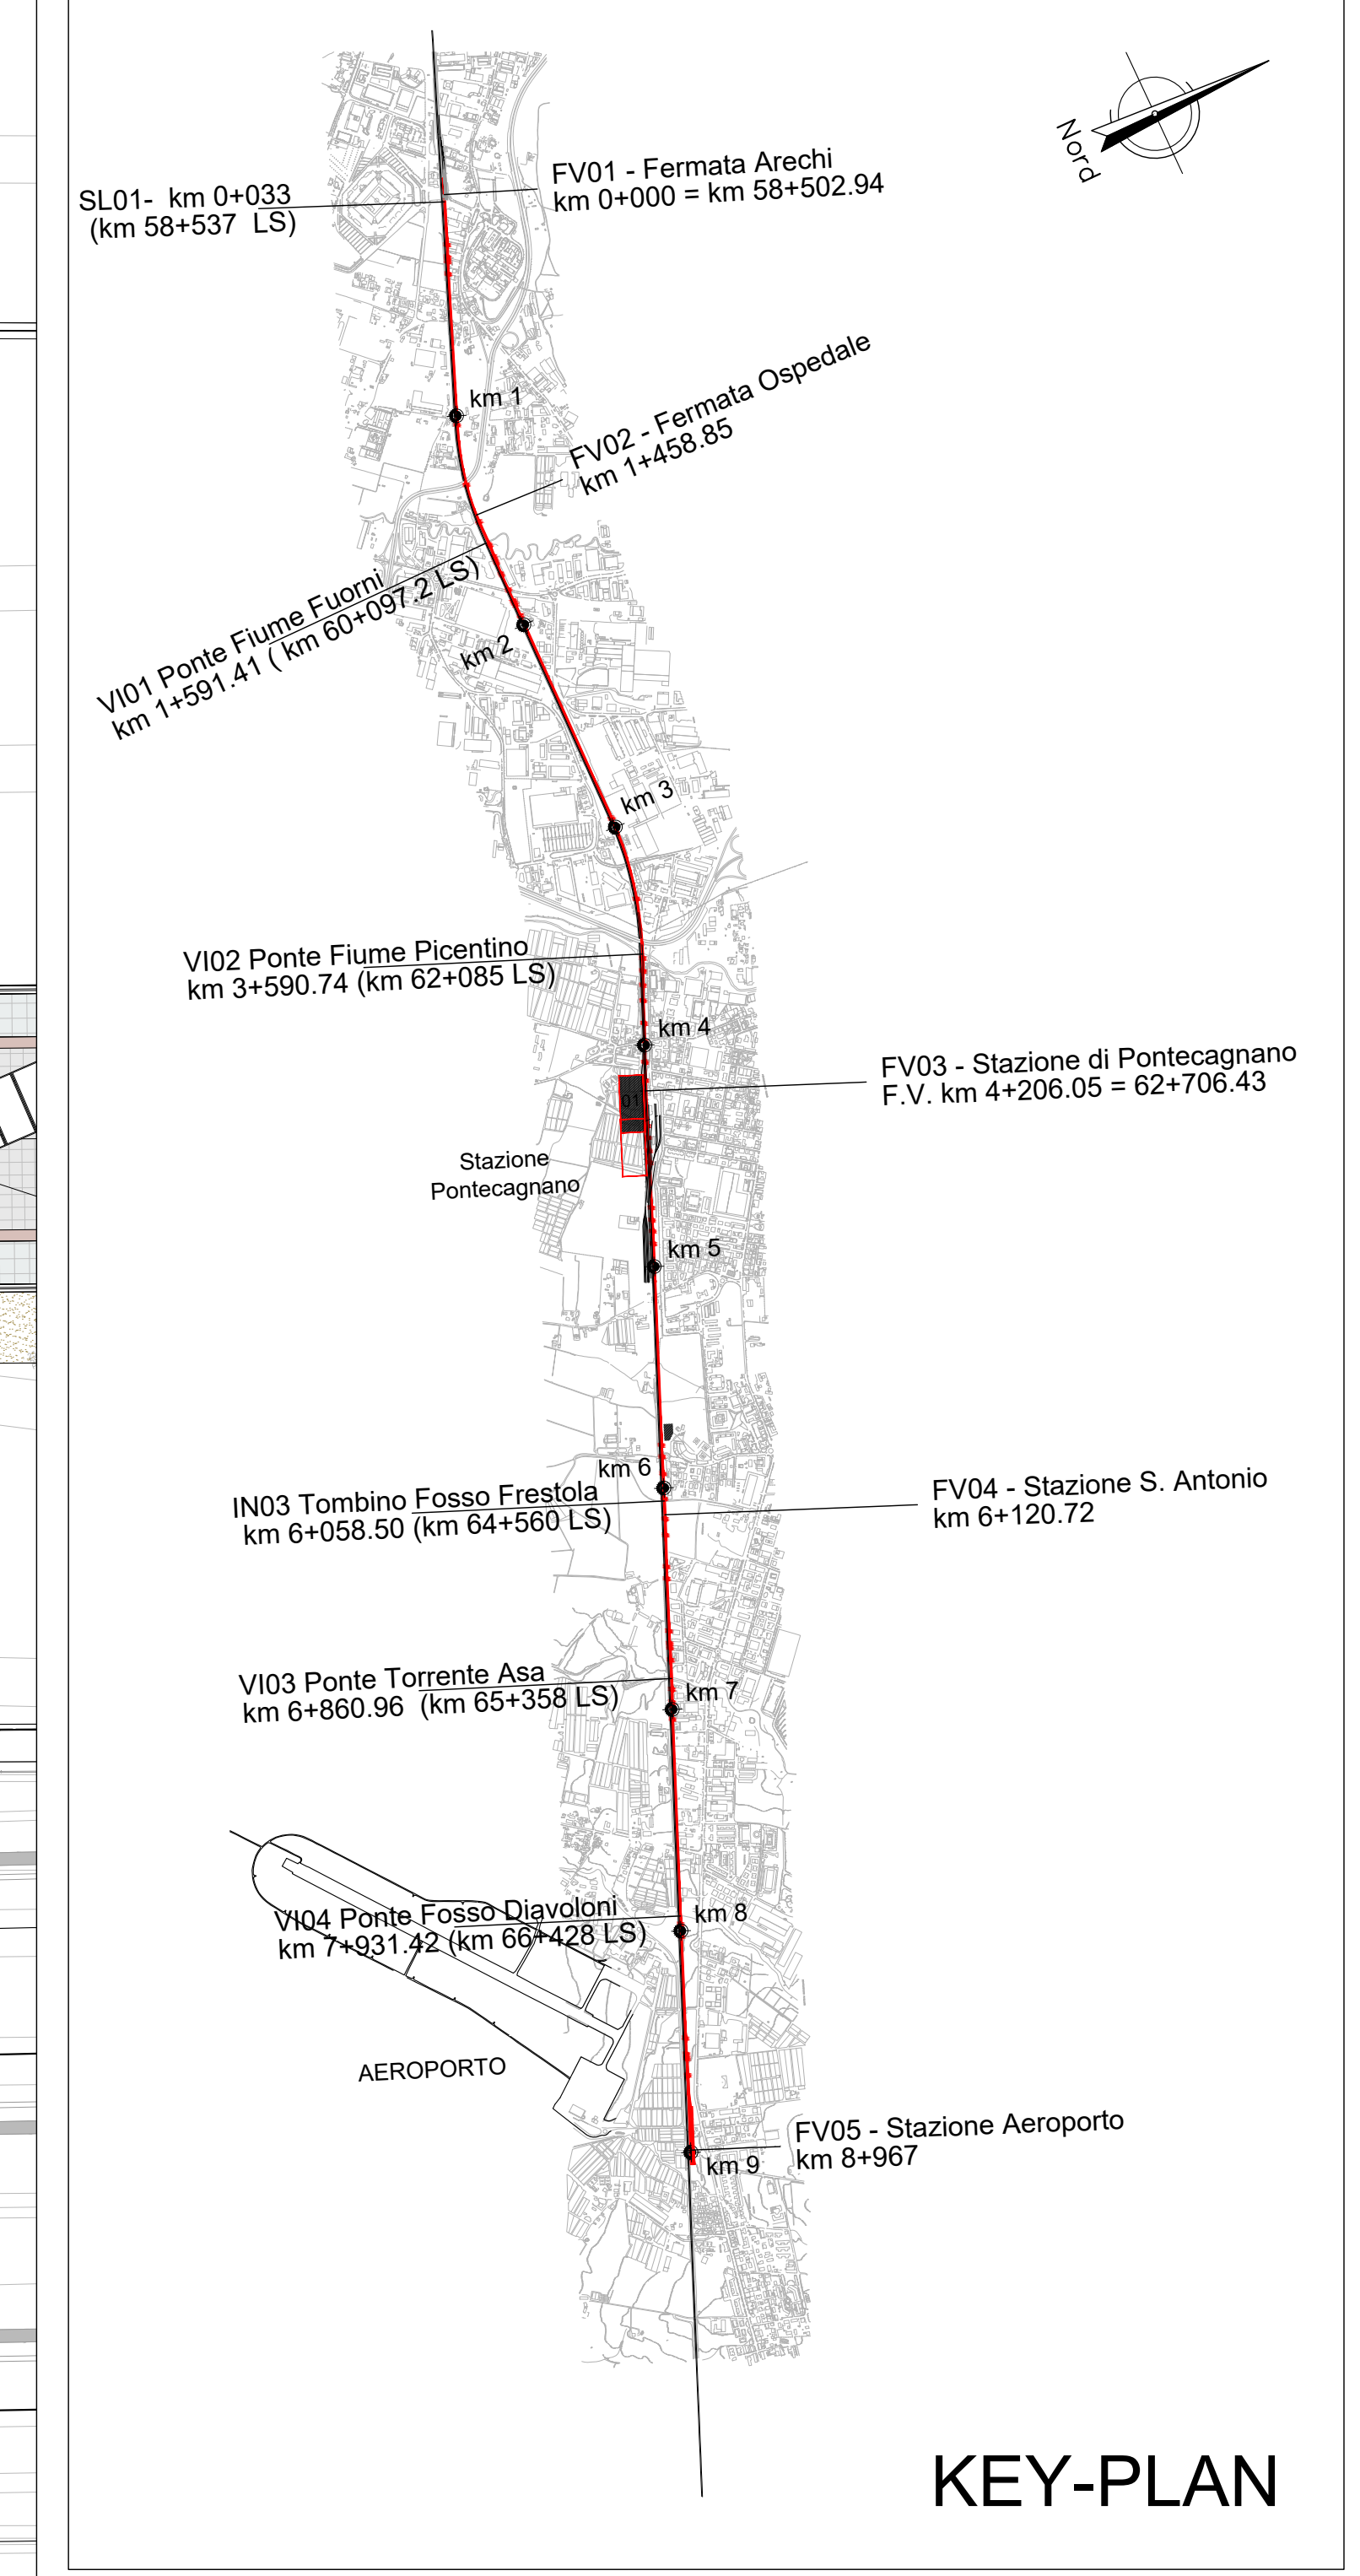 Nord
FV01 - Fermata Arechi
km 0+000 = km 58+502.94
SL01- km 0+033
(km 58+537 LS)
km 1
FV02 - Fermata Ospedale
km 1+458.85
VI01 Ponte Fiume Fuorni
km 1+591.41 ( km 60+097.2 LS)
km 2
km 3
VI02 Ponte Fiume Picentino
km 3+590.74 (km 62+085 LS)
km 4
FV03 - Stazione di Pontecagnano
F.V. km 4+206.05 = 62+706.43
01
Stazione
Pontecagnano
km 5
km 6
IN03 Tombino Fosso Frestola
km 6+058.50 (km 64+560 LS)
FV04 - Stazione S. Antonio
km 6+120.72
VI03 Ponte Torrente Asa
km 6+860.96 (km 65+358 LS)
km 7
VI04 Ponte Fosso Diavoloni
km 7+931.42 (km 66+428 LS)
km 8
AEROPORTO
FV05 - Stazione Aeroporto
km 8+967
km 9
KEY-PLAN